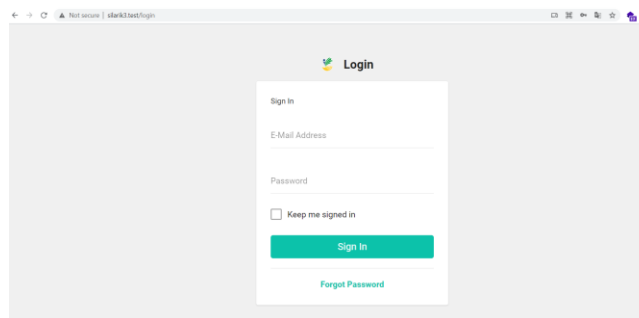 Not secure | silarik3.test/login
Login
Sign In
E-Mail Address
Password
Keep me signed in
Sign In
Forgot Password